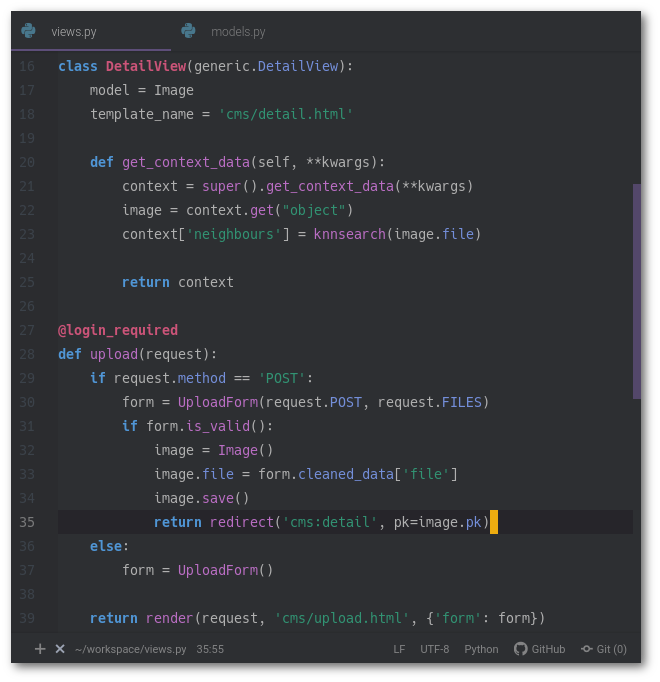 views.py models.py
16 class DetailView(generic.DetailView):
17     model = Image
18     template_name = 'cms/detail.html'
19
20     def get_context_data(self, **kwargs):
21         context = super().get_context_data(**kwargs)
22         image = context.get("object")
23         context['neighbours'] = knnsearch(image.file)
24
25         return context
26
27 @login_required
28 def upload(request):
29     if request.method == 'POST':
30         form = UploadForm(request.POST, request.FILES)
31         if form.is_valid():
32             image = Image()
33             image.file = form.cleaned_data['file']
34             image.save()
35             return redirect('cms:detail', pk=image.pk)
36     else:
37         form = UploadForm()
38
39     return render(request, 'cms/upload.html', {'form': form})
~/workspace/views.py 35:55 LF UTF-8 Python GitHub Git (0)